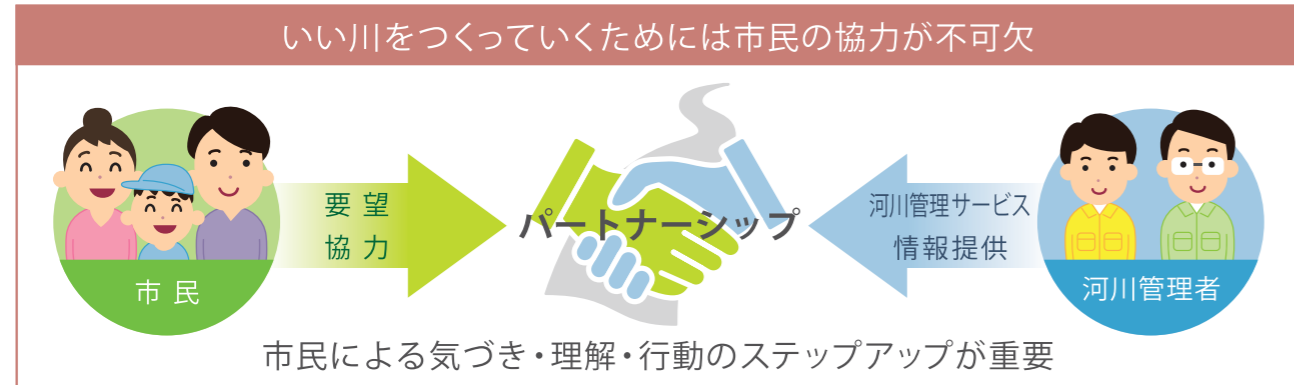 いい川をつくっていくためには市民の協力が不可欠
要望
協力
パートナーシップ
河川管理サービス
情報提供
市民
河川管理者
市民による気づき・理解・行動のステップアップが重要